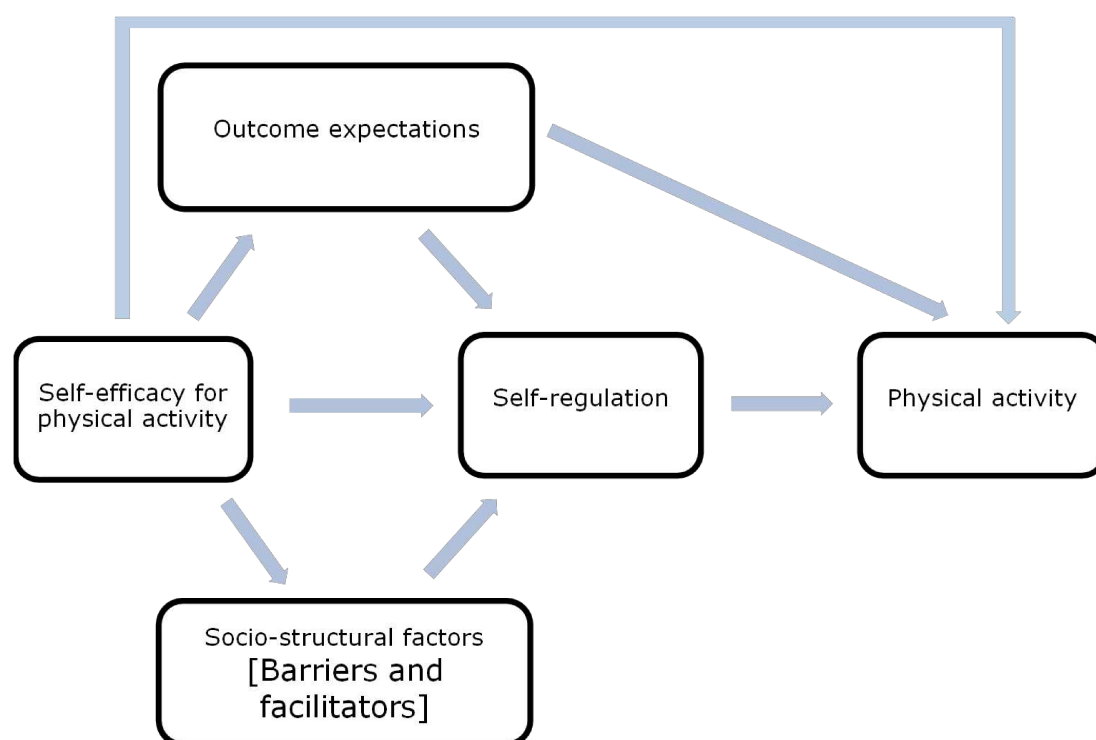 Outcome expectations
Self-efficacy for
physical activity
Self-regulation
Physical activity
Socio-structural factors
[Barriers and
facilitators]